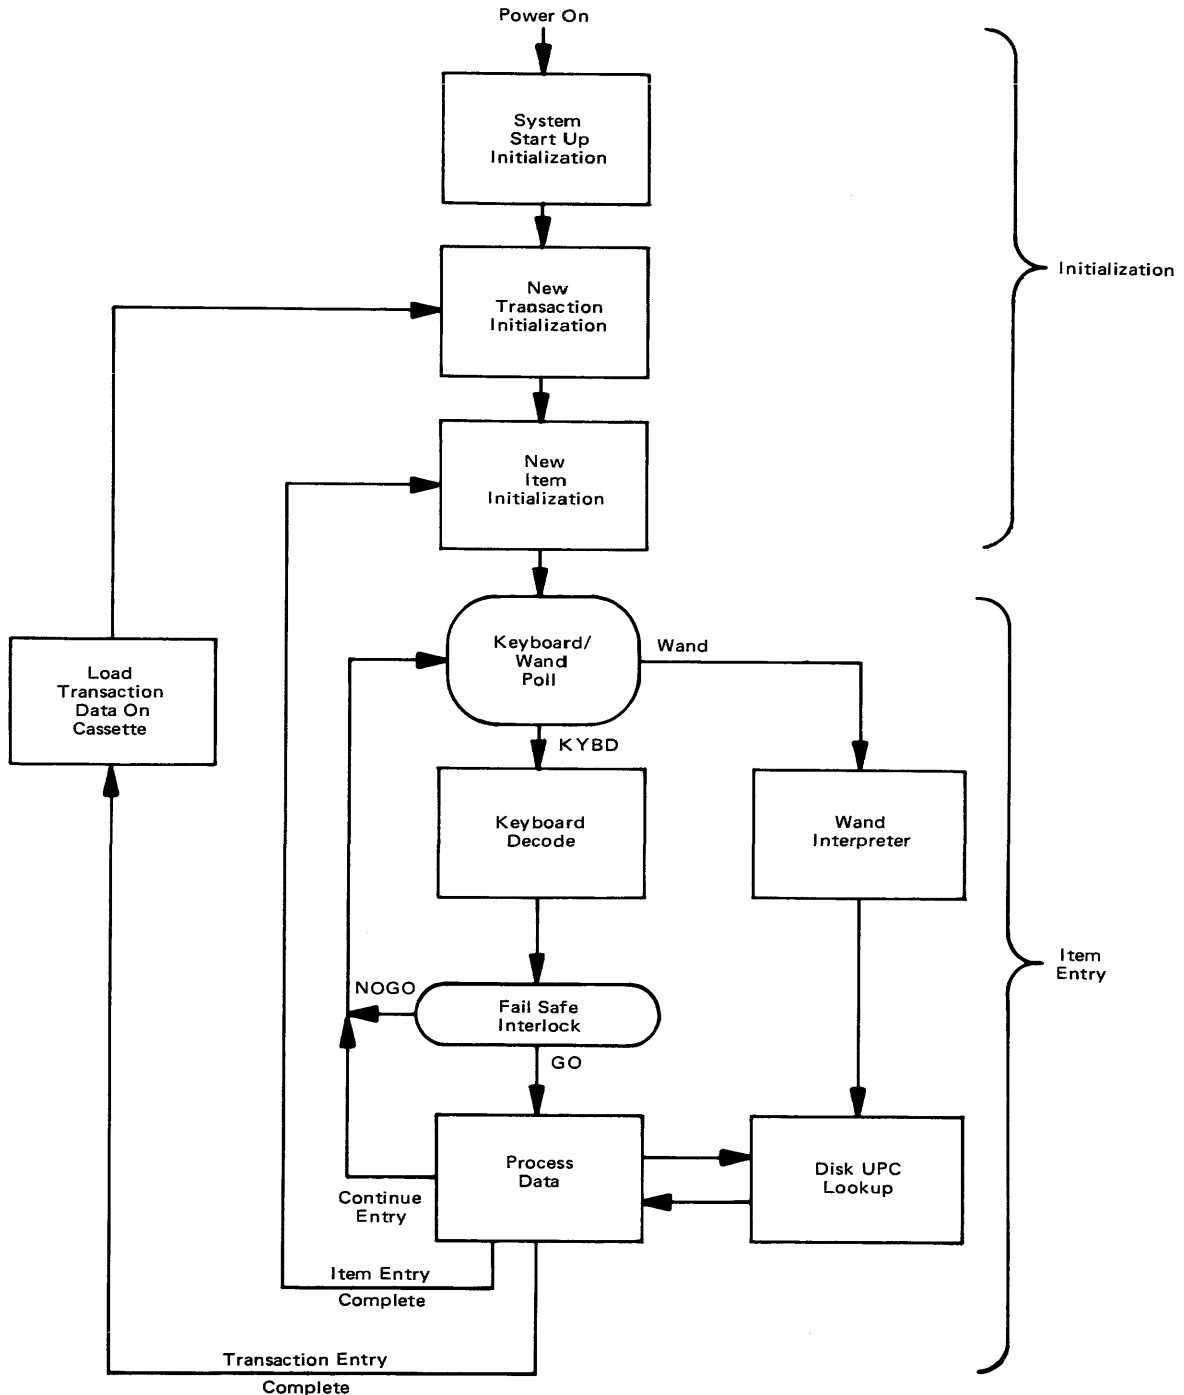 Power On
System
Start Up
Initialization
New
Transaction
Initialization
Initialization
New
Item
Initialization
Keyboard/
Wand
Poll
Wand
Load
Transaction
Data On
Cassette
KYBD
Keyboard
Decode
Wand
Interpreter
Item
Entry
NOGO
Fail Safe
Interlock
GO
Process
Data
Disk UPC
Lookup
Continue
Entry
Item Entry
Complete
Transaction Entry
Complete